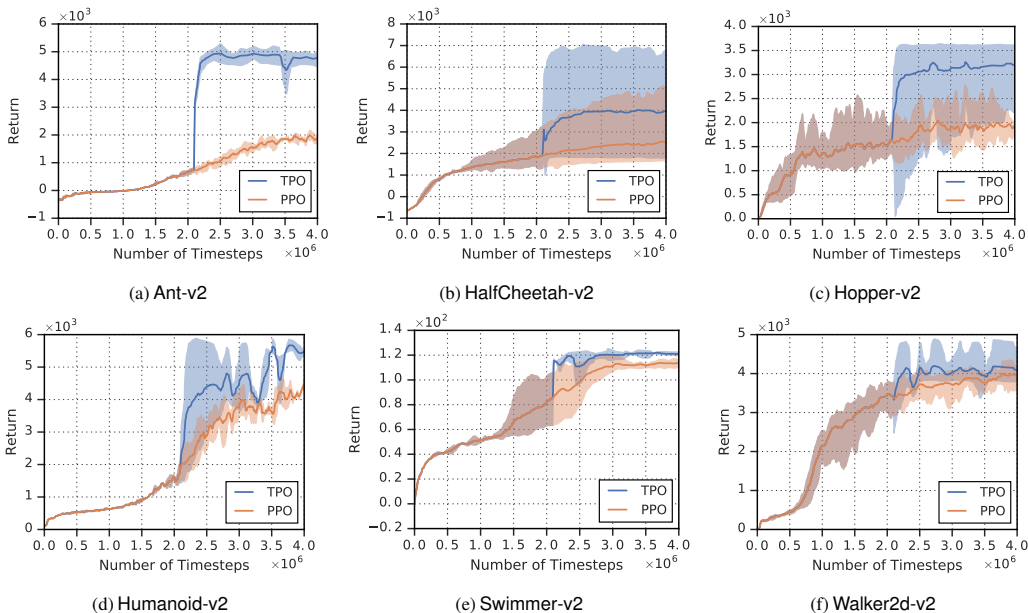 ×10³
6
5
4
3
2
1
0
−1
Return
0.0 0.5 1.0 1.5 2.0 2.5 3.0 3.5 4.0
Number of Timesteps ×10⁶
TPO
PPO
(a) Ant-v2
×10³
8
7
6
5
4
3
2
1
0
−1
Return
0.0 0.5 1.0 1.5 2.0 2.5 3.0 3.5 4.0
Number of Timesteps ×10⁶
TPO
PPO
(b) HalfCheetah-v2
×10³
4.0
3.5
3.0
2.5
2.0
1.5
1.0
0.5
0.0
Return
0.0 0.5 1.0 1.5 2.0 2.5 3.0 3.5 4.0
Number of Timesteps ×10⁶
TPO
PPO
(c) Hopper-v2
×10³
6
5
4
3
2
1
0
Return
0.0 0.5 1.0 1.5 2.0 2.5 3.0 3.5 4.0
Number of Timesteps ×10⁶
TPO
PPO
(d) Humanoid-v2
×10²
1.4
1.2
1.0
0.8
0.6
0.4
0.2
0.0
−0.2
Return
0.0 0.5 1.0 1.5 2.0 2.5 3.0 3.5 4.0
Number of Timesteps ×10⁶
TPO
PPO
(e) Swimmer-v2
×10³
5
4
3
2
1
0
Return
0.0 0.5 1.0 1.5 2.0 2.5 3.0 3.5 4.0
Number of Timesteps ×10⁶
TPO
PPO
(f) Walker2d-v2